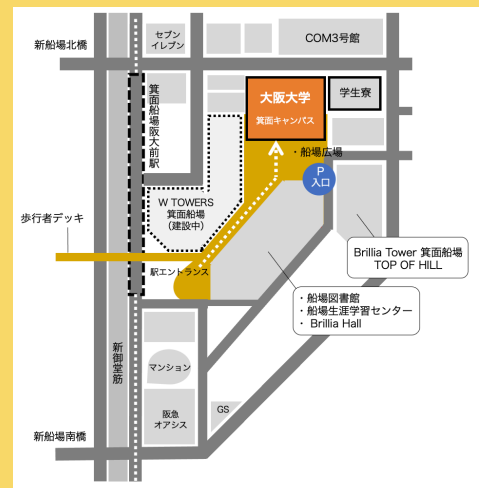 新船場北橋
セブン
イレブン
COM3号館
箕面船場阪大前駅
大阪大学
箕面キャンパス
学生寮
・船場広場
P
入口
W TOWERS
箕面船場
（建設中）
歩行者デッキ
駅エントランス
Brillia Tower 箕面船場
TOP OF HILL
・船場図書館
・船場生涯学習センター
・ Brillia Hall
新御堂筋
マンション
阪急
オアシス
GS
新船場南橋